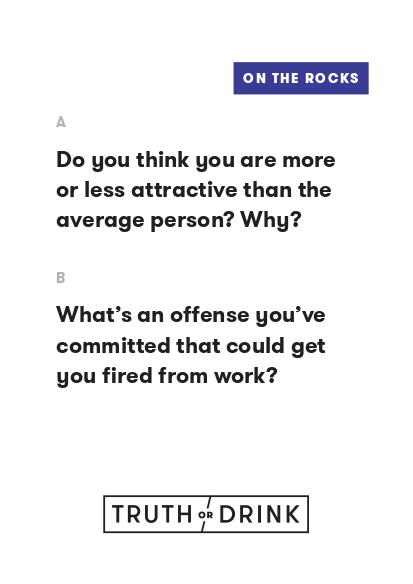 ON THE ROCKS
A
Do you think you are more
or less attractive than the
average person? Why?
B
What’s an offense you’ve
committed that could get
you fired from work?
TRUTH OR DRINK